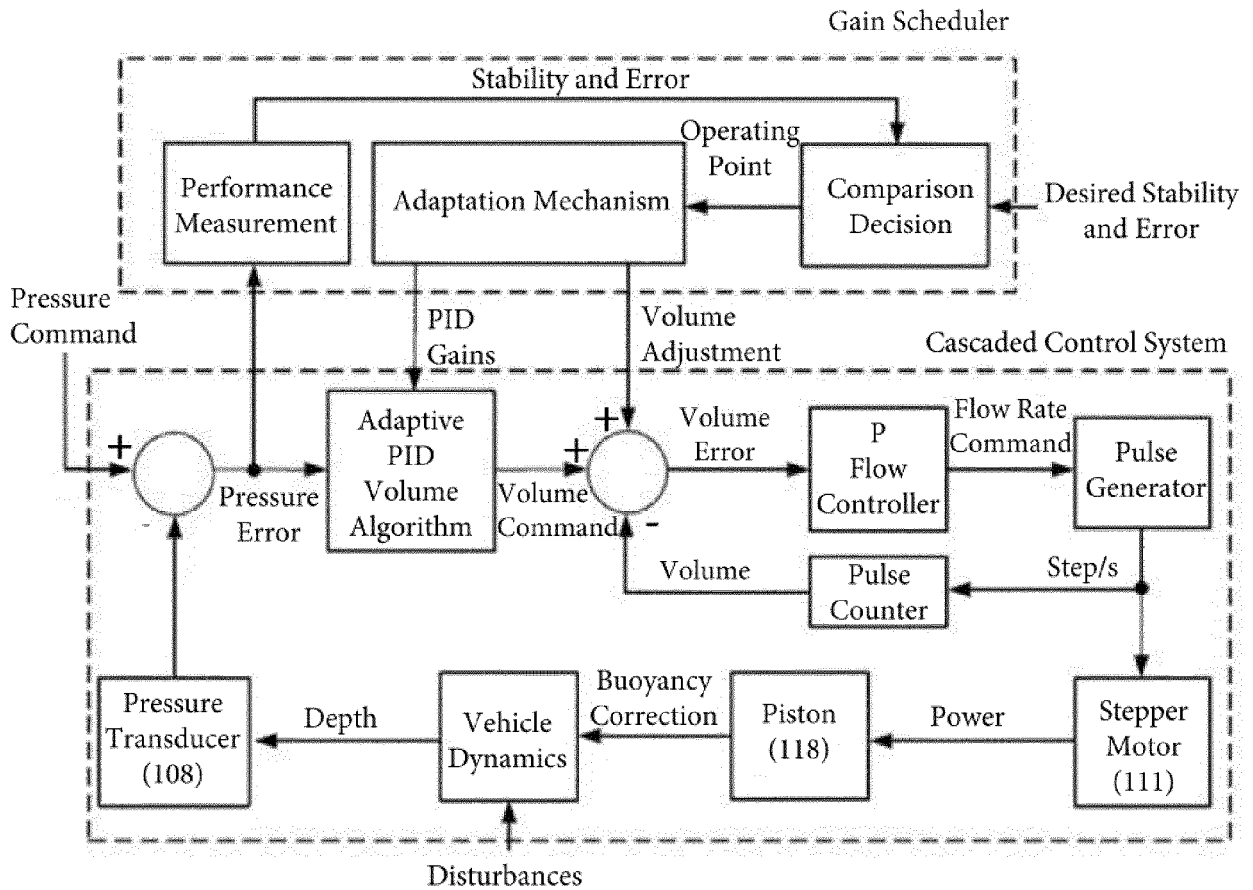 Gain Scheduler
Stability and Error
Operating
Point
Performance
Measurement
Adaptation Mechanism
Comparison
Decision
Desired Stability
and Error
Pressure
Command
PID
Gains
Volume
Adjustment
Cascaded Control System
+
-
Pressure
Error
Adaptive
PID
Volume
Algorithm
Volume
Command
+
+
-
Volume
Error
P
Flow
Controller
Flow Rate
Command
Pulse
Generator
Volume
Pulse
Counter
Step/s
Pressure
Transducer
(108)
Depth
Vehicle
Dynamics
Buoyancy
Correction
Piston
(118)
Power
Stepper
Motor
(111)
Disturbances